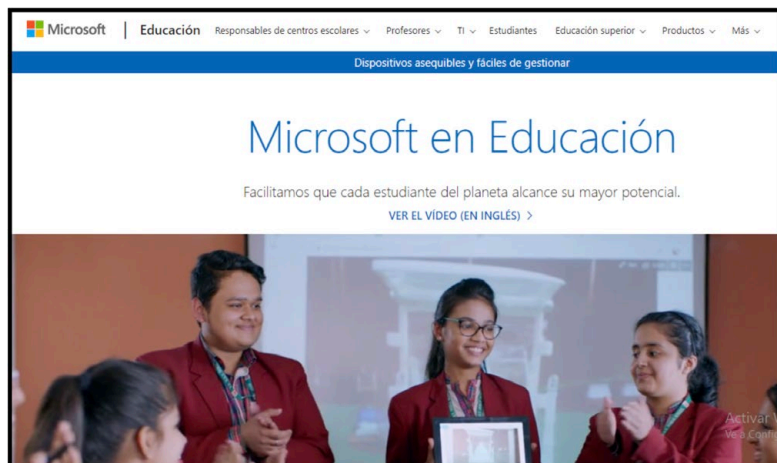 Microsoft | Educación Responsables de centros escolares Profesores TI Estudiantes Educación superior Productos Más
Dispositivos asequibles y fáciles de gestionar
Microsoft en Educación
Facilitamos que cada estudiante del planeta alcance su mayor potencial.
VER EL VÍDEO (EN INGLÉS) >
Activar
Ve a